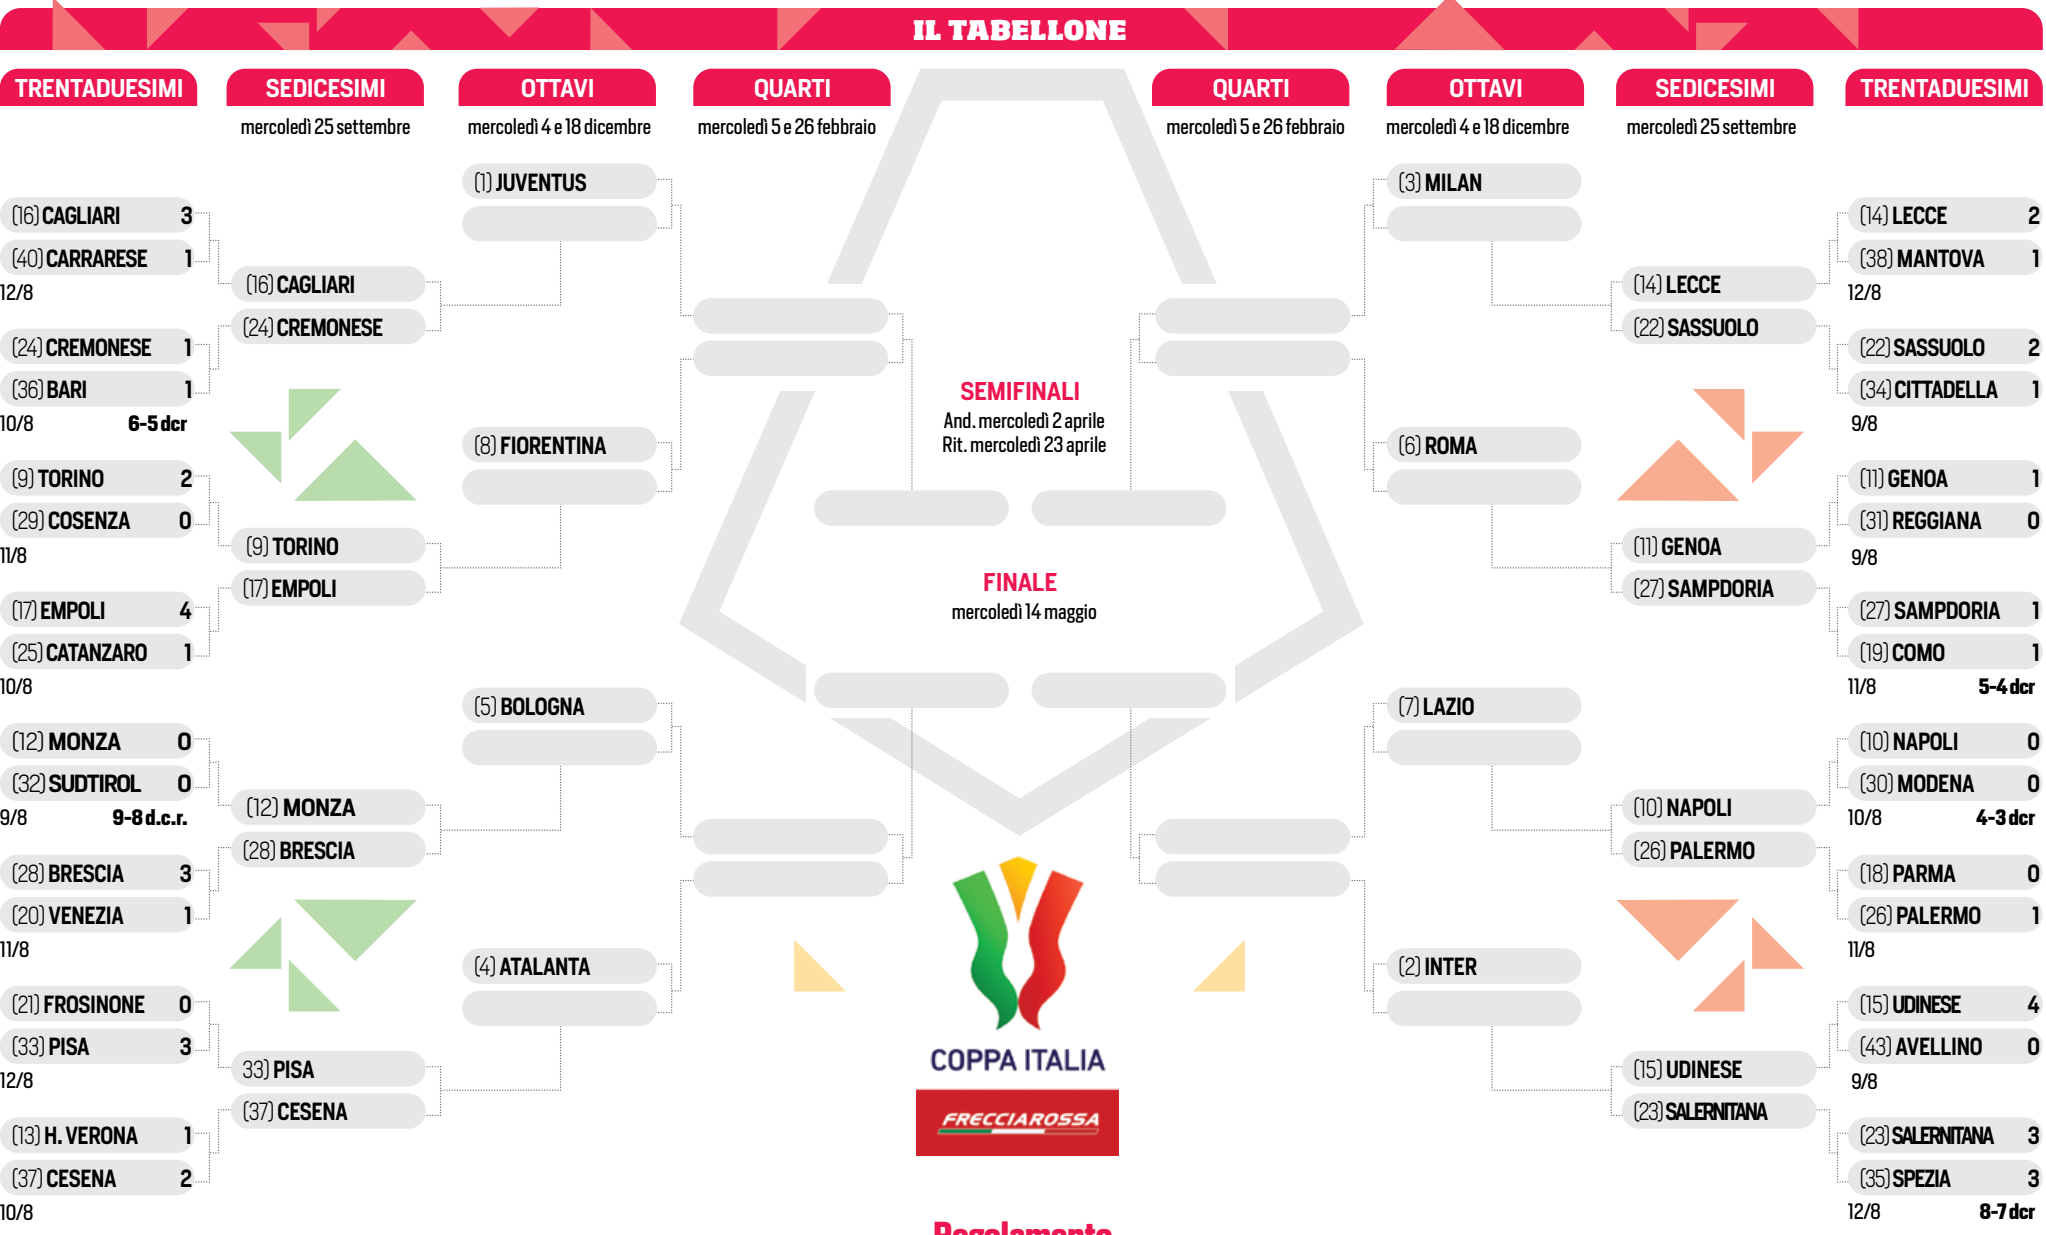 IL TABELLONE
TRENTADUESIMI
SEDICESIMI
mercoledì 25 settembre
OTTAVI
mercoledì 4 e 18 dicembre
QUARTI
mercoledì 5 e 26 febbraio
QUARTI
mercoledì 5 e 26 febbraio
OTTAVI
mercoledì 4 e 18 dicembre
SEDICESIMI
mercoledì 25 settembre
TRENTADUESIMI
(16) CAGLIARI 3
(40) CARRARESE 1
12/8
(24) CREMONESE 1
(36) BARI 1
10/8 6-5 dcr
(9) TORINO 2
(29) COSENZA 0
11/8
(17) EMPOLI 4
(25) CATANZARO 1
10/8
(12) MONZA 0
(32) SUDTIROL 0
9/8 9-8 d.c.r.
(28) BRESCIA 3
(20) VENEZIA 1
11/8
(21) FROSINONE 0
(33) PISA 3
12/8
(13) H. VERONA 1
(37) CESENA 2
10/8
(16) CAGLIARI
(24) CREMONESE
(9) TORINO
(17) EMPOLI
(12) MONZA
(28) BRESCIA
33) PISA
(37) CESENA
(1) JUVENTUS
(8) FIORENTINA
(5) BOLOGNA
(4) ATALANTA
SEMIFINALI
And. mercoledì 2 aprile
Rit. mercoledì 23 aprile
FINALE
mercoledì 14 maggio
COPPA ITALIA
FRECCIAROSSA
Regolamento
(3) MILAN
(6) ROMA
(7) LAZIO
(2) INTER
(14) LECCE
(22) SASSUOLO
(11) GENOA
(27) SAMPDORIA
(10) NAPOLI
(26) PALERMO
(15) UDINESE
(23) SALERNITANA
(14) LECCE 2
(38) MANTOVA 1
12/8
(22) SASSUOLO 2
(34) CITTADELLA 1
9/8
(11) GENOA 1
(31) REGGIANA 0
9/8
(27) SAMPDORIA 1
(19) COMO 1
11/8 5-4 dcr
(10) NAPOLI 0
(30) MODENA 0
10/8 4-3 dcr
(18) PARMA 0
(26) PALERMO 1
11/8
(15) UDINESE 4
(43) AVELLINO 0
9/8
(23) SALERNITANA 3
(35) SPEZIA 3
12/8 8-7 dcr